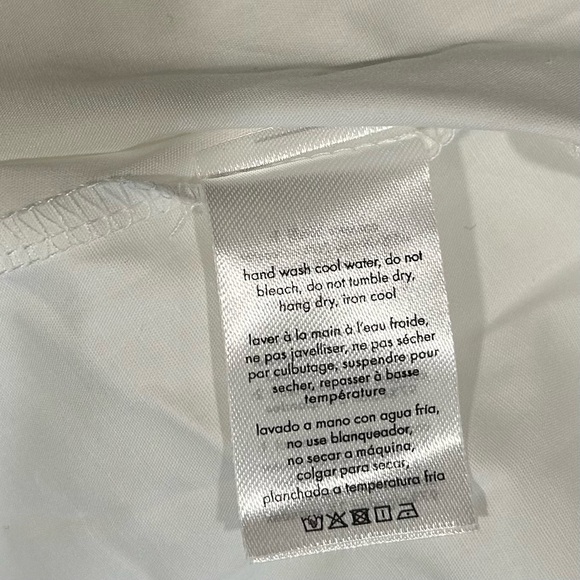 hand wash cool water, do not
bleach, do not tumble dry,
hang dry, iron cool
laver à la main à l'eau froide,
ne pas javelliser, ne pas sécher
par culbutage, suspendre pour
secher, repasser à basse
température
lavado a mano con agua fría,
no use blanqueador,
no secar a máquina,
colgar para secar,
planchada a temperatura fría